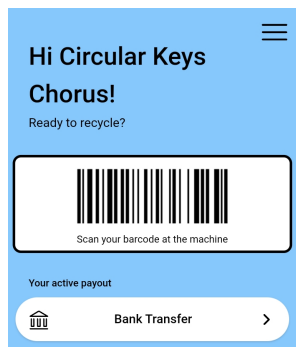 Hi Circular Keys
Chorus!
Ready to recycle?
Scan your barcode at the machine
Your active payout
Bank Transfer